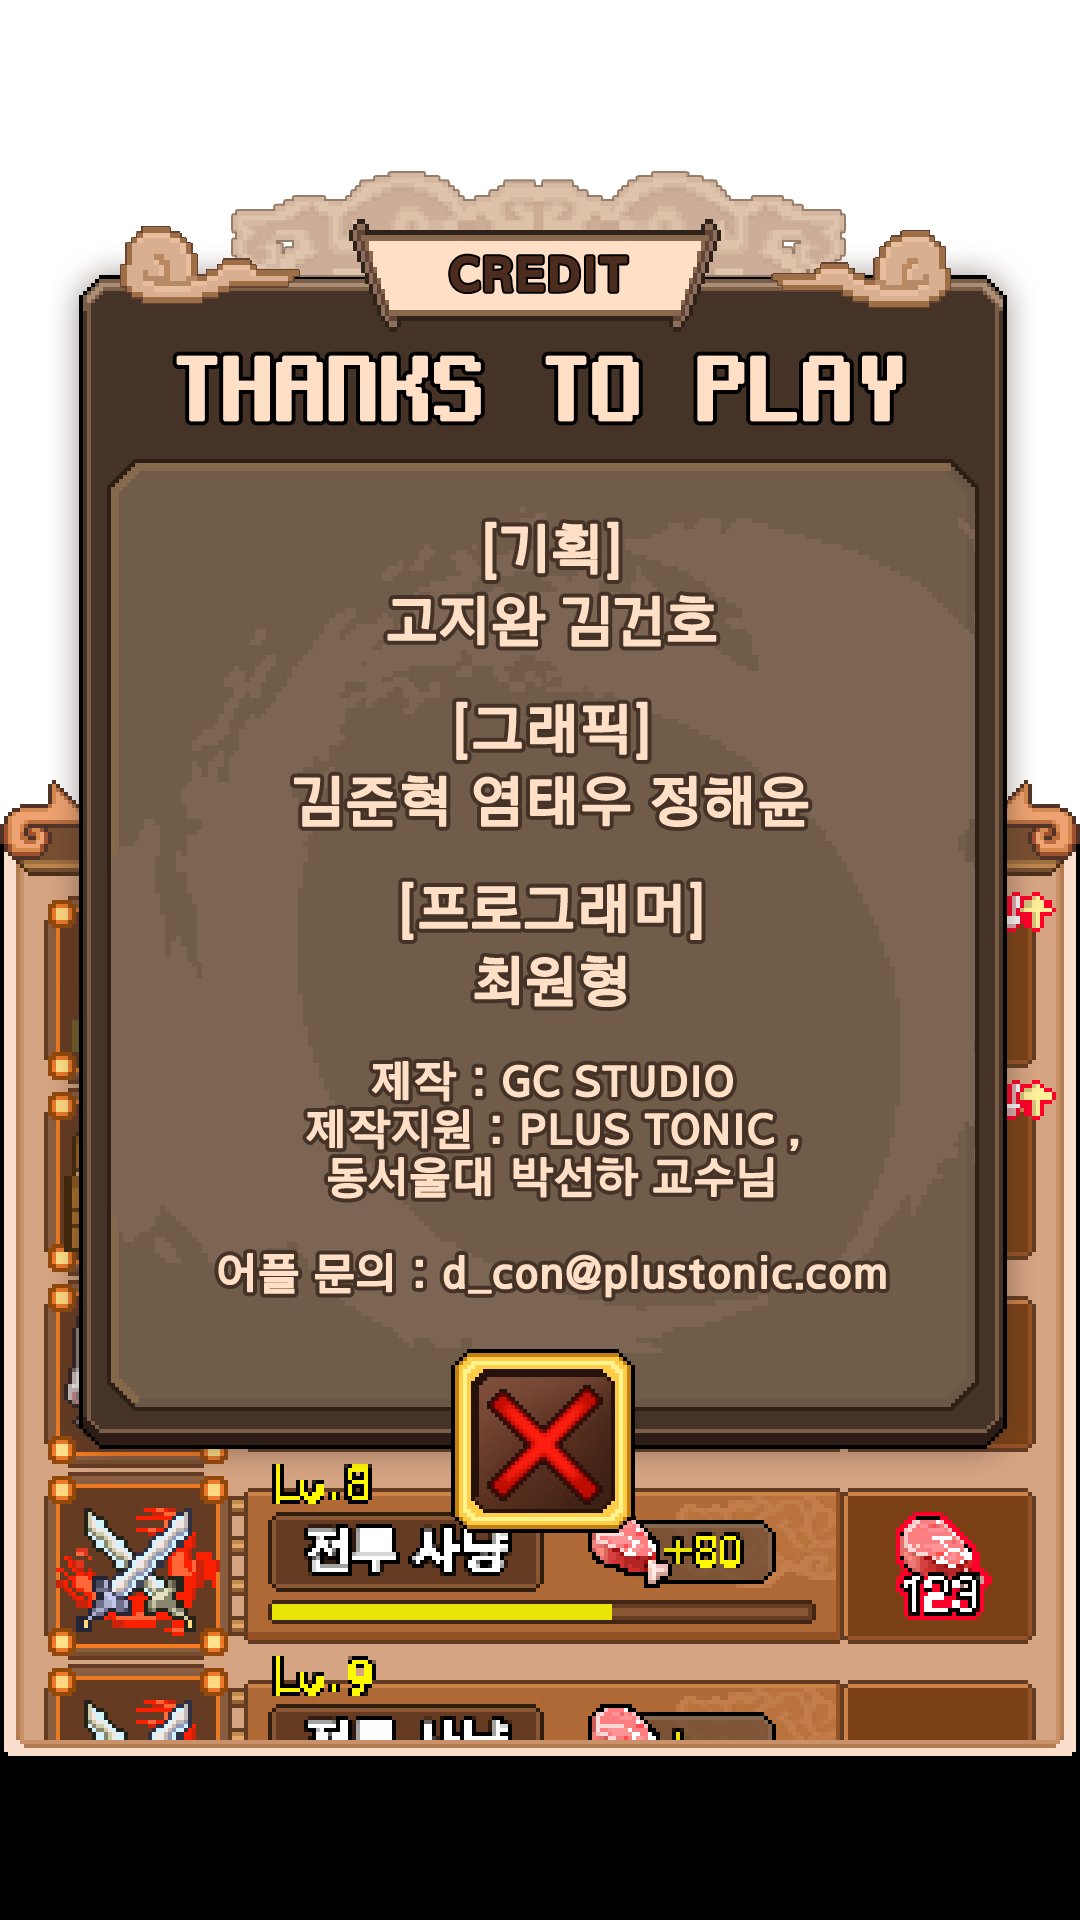 CREDIT
THANKS TO PLAY
[기획]
고지완 김건호
[그래픽]
김준혁 염태우 정해윤
[프로그래머]
최원형
제작 : GC STUDIO
제작지원 : PLUS TONIC ,
동서울대 박선하 교수님
어플 문의 : d_con@plustonic.com
Lv.8
전투 사냥
+80
123
Lv.9